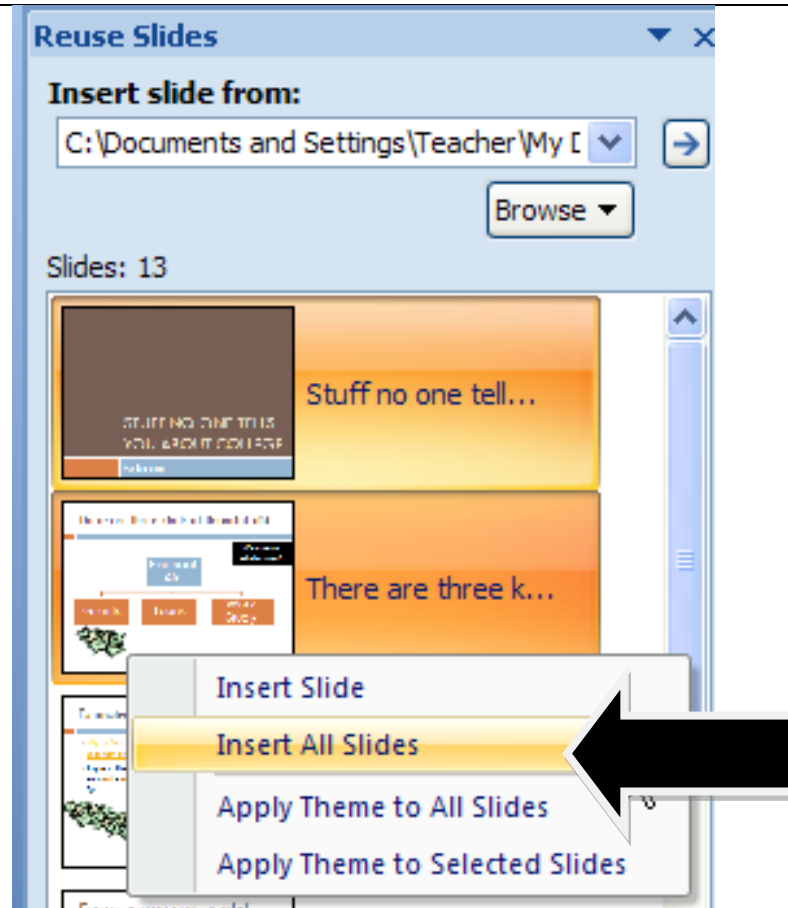 Reuse Slides
Insert slide from:
C:\Documents and Settings\Teacher\My D
Browse
Slides: 13
STUFF NO ONE TELLS
YOU ABOUT COLLEGE
Stuff no one tell...
There are three k...
Insert Slide
Insert All Slides
Apply Theme to All Slides
Apply Theme to Selected Slides